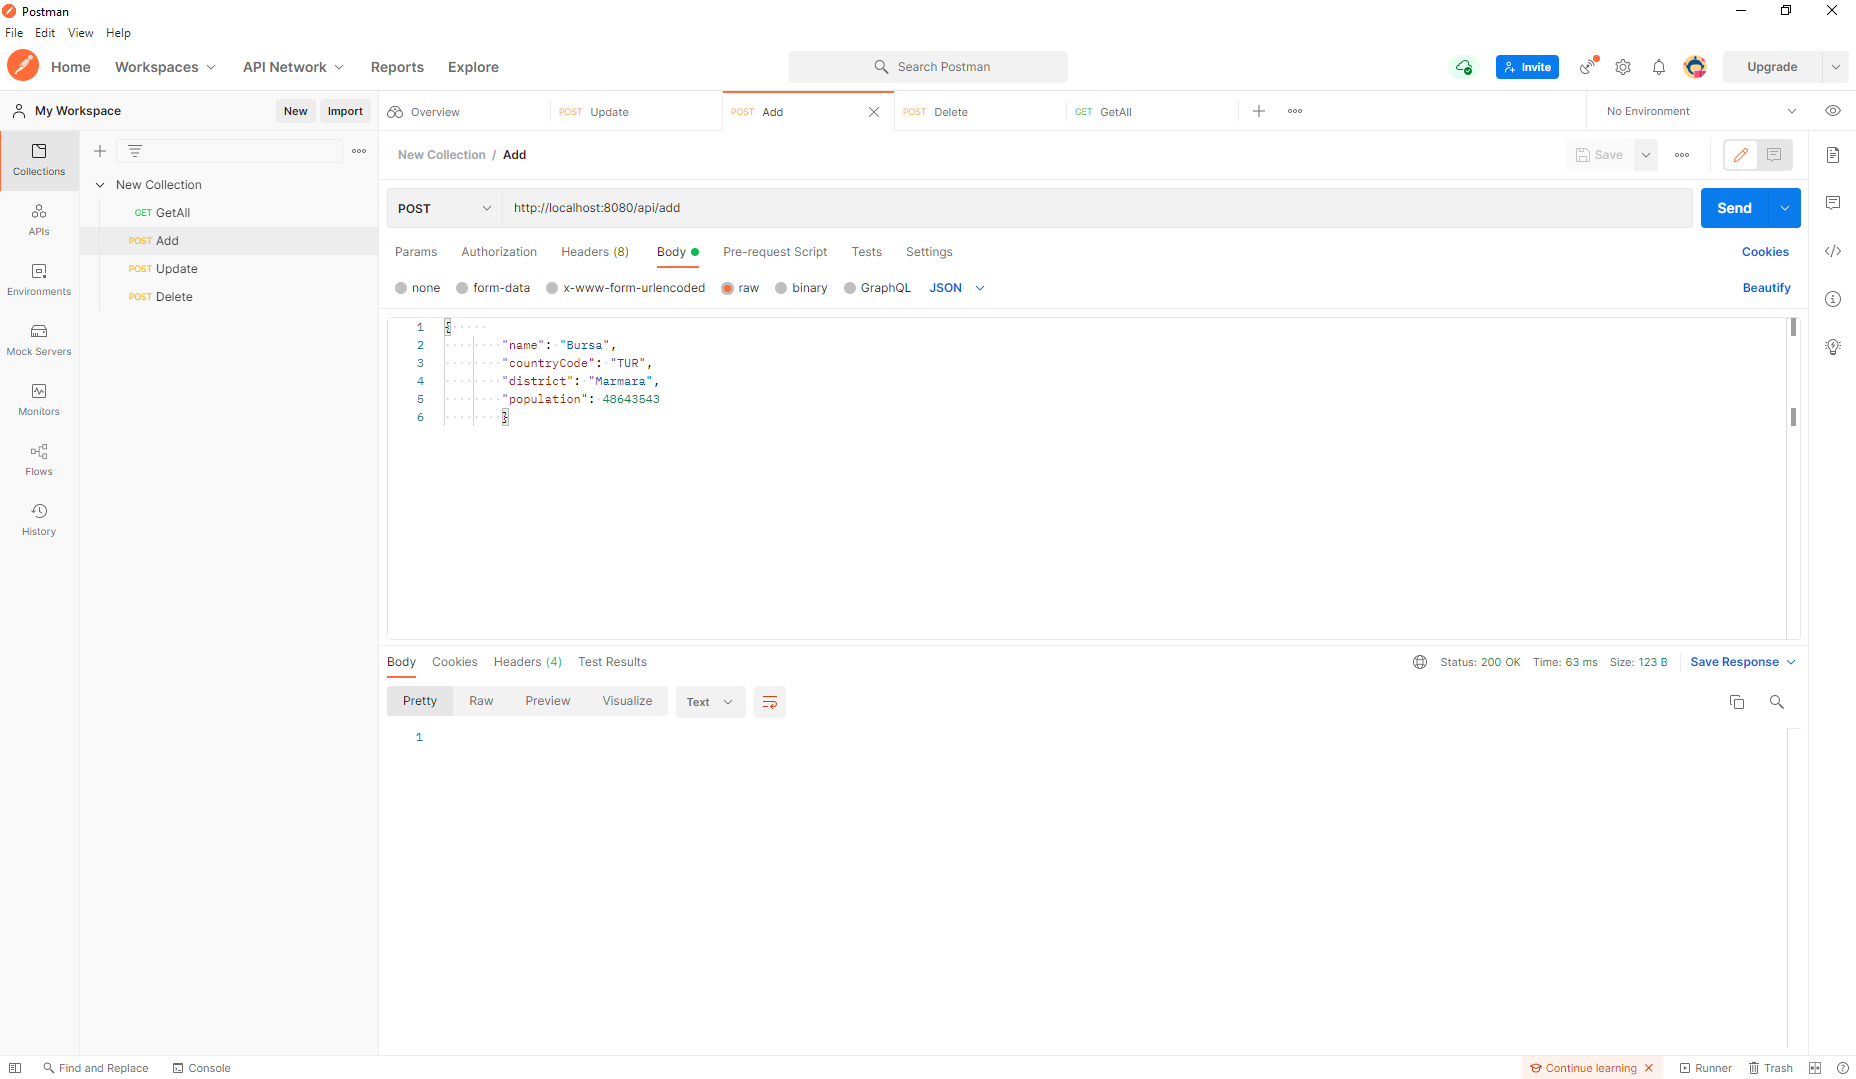 Postman
File Edit View Help
Home Workspaces API Network Reports Explore Search Postman Invite Upgrade
My Workspace New Import Overview POST Update POST Add POST Delete GET GetAll No Environment
New Collection / Add Save
Collections
New Collection
GET GetAll
POST Add
POST Update
POST Delete
APIs
Environments
Mock Servers
Monitors
Flows
History
POST http://localhost:8080/api/add Send
Params Authorization Headers (8) Body Pre-request Script Tests Settings Cookies
none form-data x-www-form-urlencoded raw binary GraphQL JSON Beautify
1 {
2 "name": "Bursa",
3 "countryCode": "TUR",
4 "district": "Marmara",
5 "population": 48643543
6 }
Body Cookies Headers (4) Test Results Status: 200 OK Time: 63 ms Size: 123 B Save Response
Pretty Raw Preview Visualize Text
1
Find and Replace Console Continue learning Runner Trash